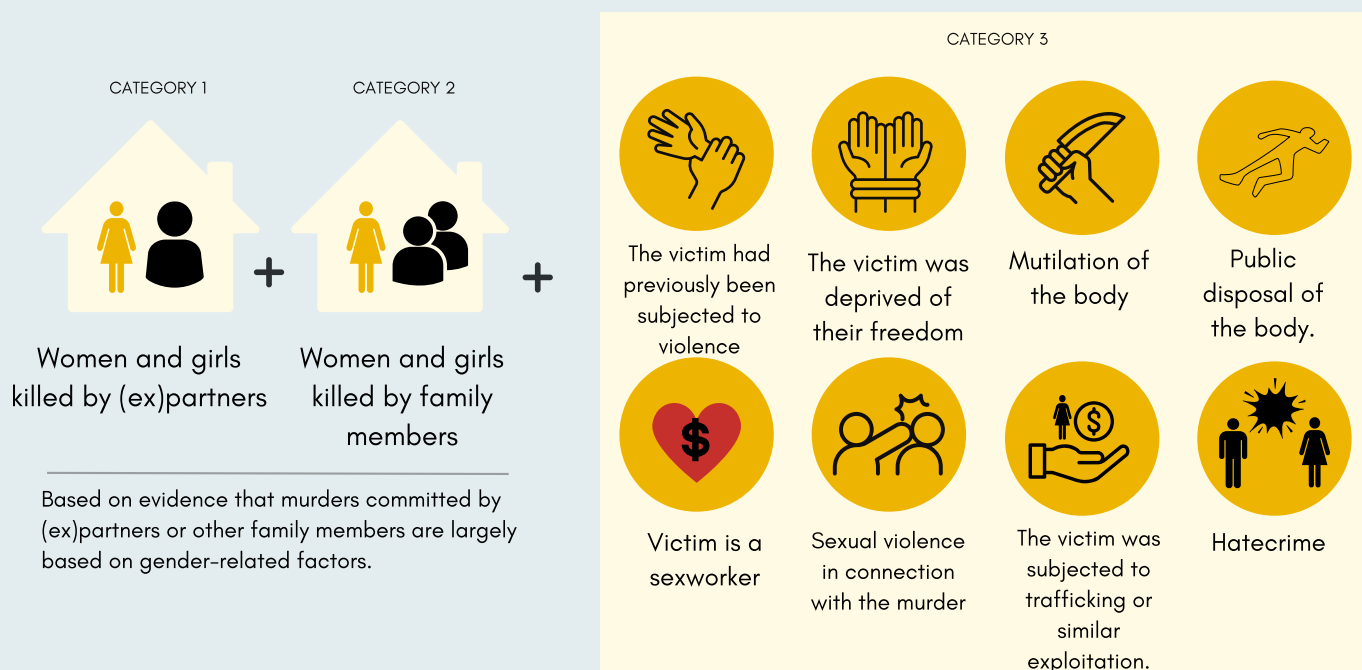 CATEGORY 1
CATEGORY 2
Women and girls
killed by (ex)partners
Women and girls
killed by family
members
Based on evidence that murders committed by
(ex)partners or other family members are largely
based on gender-related factors.
CATEGORY 3
The victim had
previously been
subjected to
violence
The victim was
deprived of
their freedom
Mutilation of
the body
Public
disposal of
the body.
$
Victim is a
sexworker
Sexual violence
in connection
with the murder
$
The victim was
subjected to
trafficking or
similar
exploitation.
Hatecrime